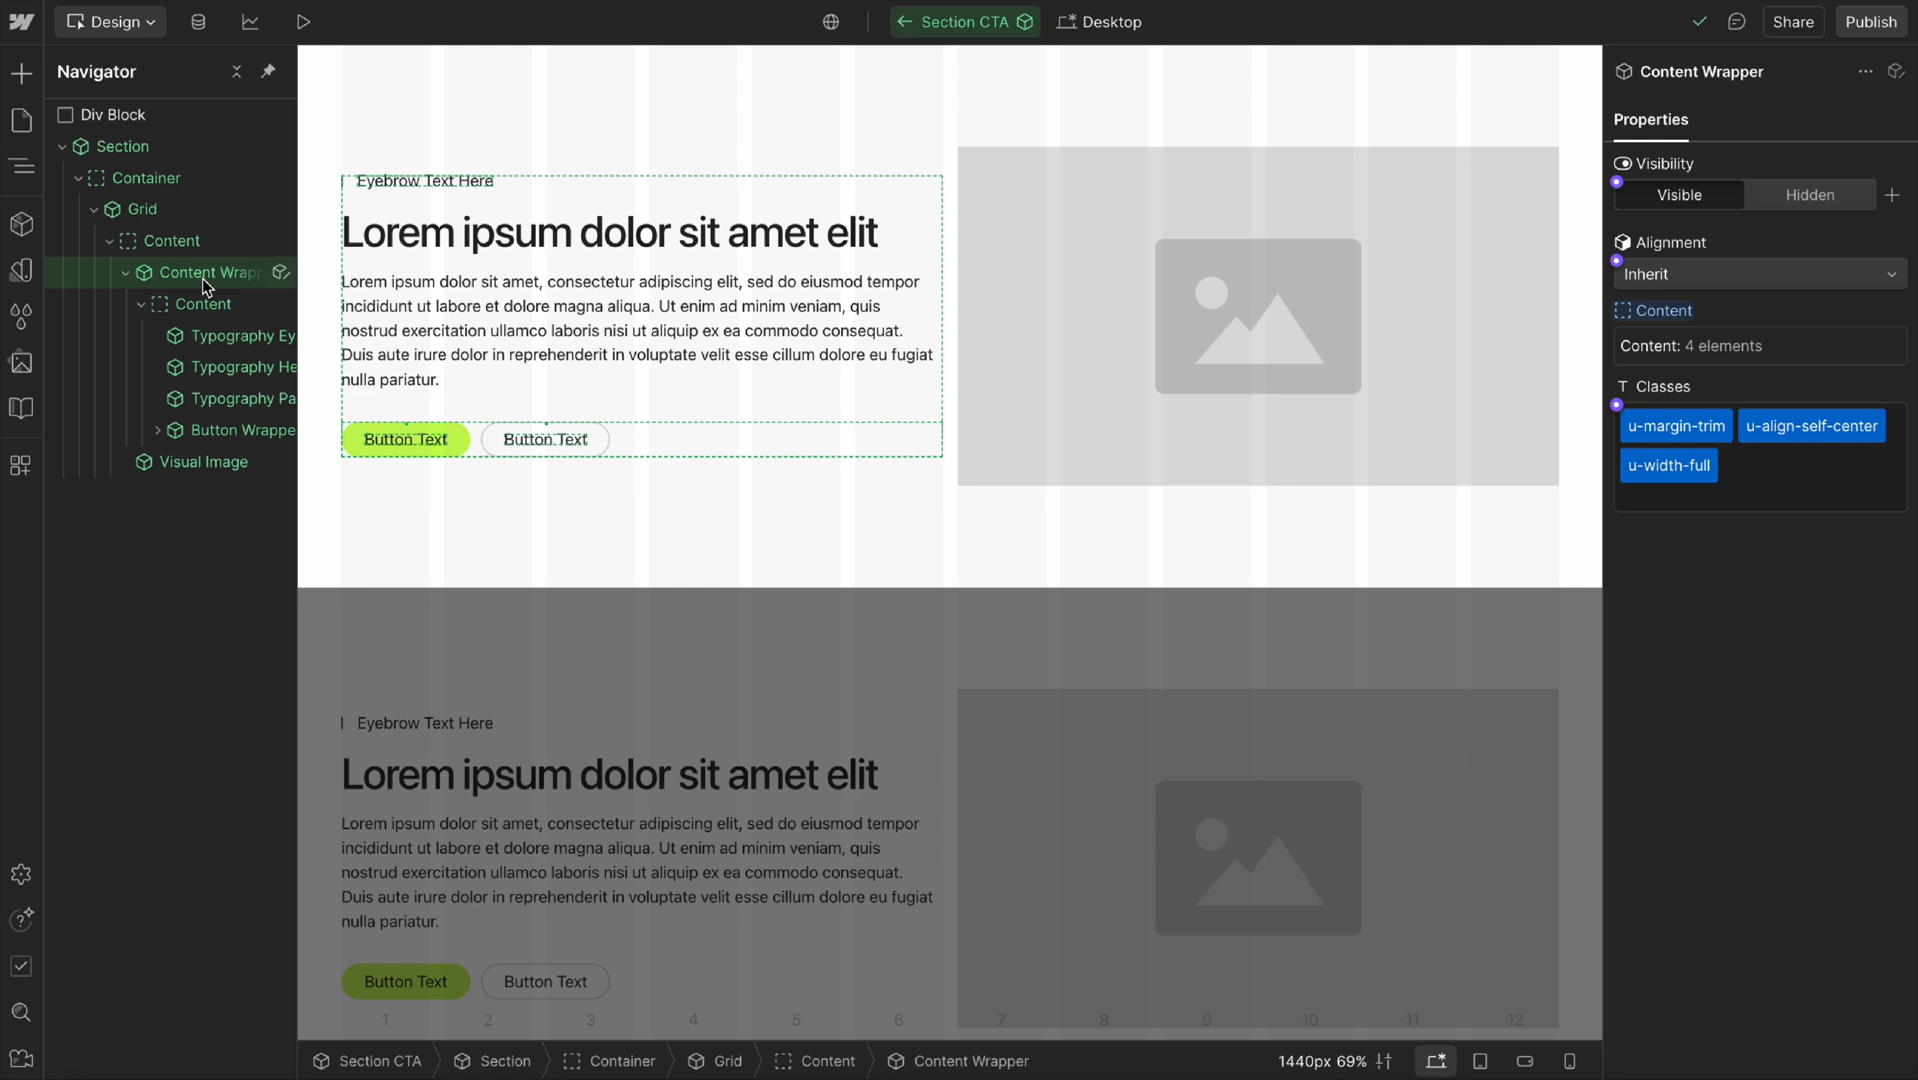 Design
Section CTA
Desktop
Share
Publish
Navigator
Div Block
Section
Container
Grid
Content
Content Wrapp
Content
Typography Ey
Typography He
Typography Pa
Button Wrappe
Visual Image
Eyebrow Text Here
Lorem ipsum dolor sit amet elit
Lorem ipsum dolor sit amet, consectetur adipiscing elit, sed do eiusmod tempor
incididunt ut labore et dolore magna aliqua. Ut enim ad minim veniam, quis
nostrud exercitation ullamco laboris nisi ut aliquip ex ea commodo consequat.
Duis aute irure dolor in reprehenderit in voluptate velit esse cillum dolore eu fugiat
nulla pariatur.
Button Text
Button Text
Eyebrow Text Here
Lorem ipsum dolor sit amet elit
Lorem ipsum dolor sit amet, consectetur adipiscing elit, sed do eiusmod tempor
incididunt ut labore et dolore magna aliqua. Ut enim ad minim veniam, quis
nostrud exercitation ullamco laboris nisi ut aliquip ex ea commodo consequat.
Duis aute irure dolor in reprehenderit in voluptate velit esse cillum dolore eu fugiat
nulla pariatur.
Button Text
Button Text
1 2 3 4 5 6 7 8 9 10 11 12
Content Wrapper
Properties
Visibility
Visible
Hidden
Alignment
Inherit
Content
Content: 4 elements
Classes
u-margin-trim
u-align-self-center
u-width-full
Section CTA
Section
Container
Grid
Content
Content Wrapper
1440px 69%